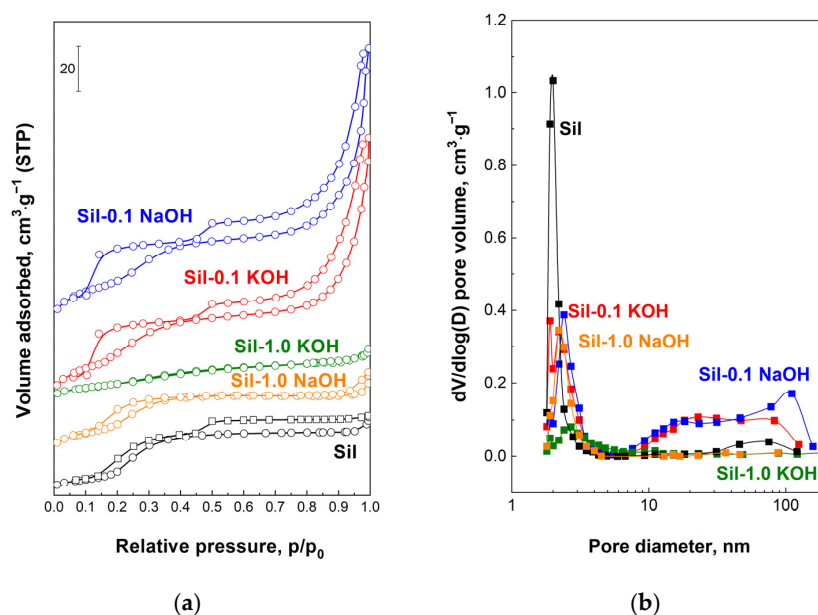 20
Sil-0.1 NaOH
Sil-0.1 KOH
Sil-1.0 KOH
Sil-1.0 NaOH
Sil
Volume adsorbed, cm³·g⁻¹ (STP)
0.0 0.1 0.2 0.3 0.4 0.5 0.6 0.7 0.8 0.9 1.0
Relative pressure, p/p₀
(a)
1.2
1.0
0.8
0.6
0.4
0.2
0.0
dV/dlog(D) pore volume, cm³·g⁻¹
Sil
Sil-0.1 KOH
Sil-1.0 NaOH
Sil-0.1 NaOH
Sil-1.0 KOH
1 10 100
Pore diameter, nm
(b)